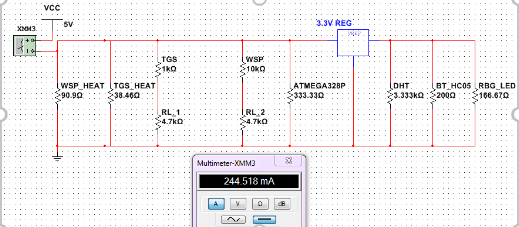 VCC
5V
XMM3
3.3V REG
VREF
WSP_HEAT
90.9Ω
TGS_HEAT
38.46Ω
TGS
1kΩ
RL_1
4.7kΩ
WSP
10kΩ
RL_2
4.7kΩ
ATMEGA328P
333.33Ω
DHT
3.333kΩ
BT_HC05
200Ω
RBG_LED
166.67Ω
Multimeter-XMM3
244.518 mA
A
V
Ω
dB